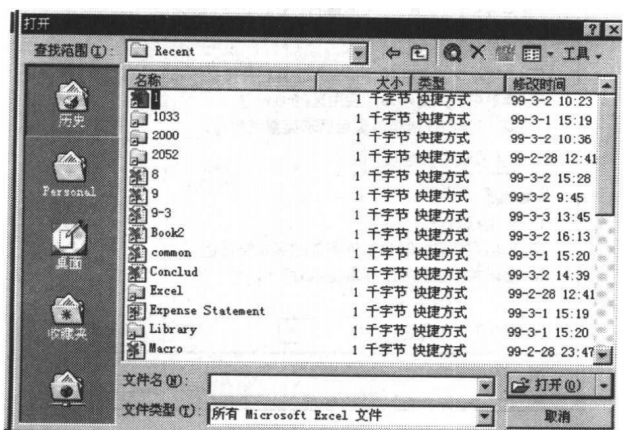 打开
查找范围(I): Recent 工具
名称 大小 类型 修改时间
1 1 千字节 快捷方式 99-3-2 10:23
1033 1 千字节 快捷方式 99-3-1 15:19
2000 1 千字节 快捷方式 99-3-2 10:36
2052 1 千字节 快捷方式 99-2-28 12:41
8 1 千字节 快捷方式 99-3-2 15:28
9 1 千字节 快捷方式 99-3-2 9:45
9-3 1 千字节 快捷方式 99-3-3 13:45
Book2 1 千字节 快捷方式 99-3-2 16:13
common 1 千字节 快捷方式 99-3-1 15:20
Conclud 1 千字节 快捷方式 99-3-2 14:39
Excel 1 千字节 快捷方式 99-2-28 12:41
Expense Statement 1 千字节 快捷方式 99-3-1 15:19
Library 1 千字节 快捷方式 99-3-1 15:20
Macro 1 千字节 快捷方式 99-2-28 23:47
历史
Personal
桌面
收藏夹
文件名(N): 打开(O)
文件类型(T): 所有 Microsoft Excel 文件 取消